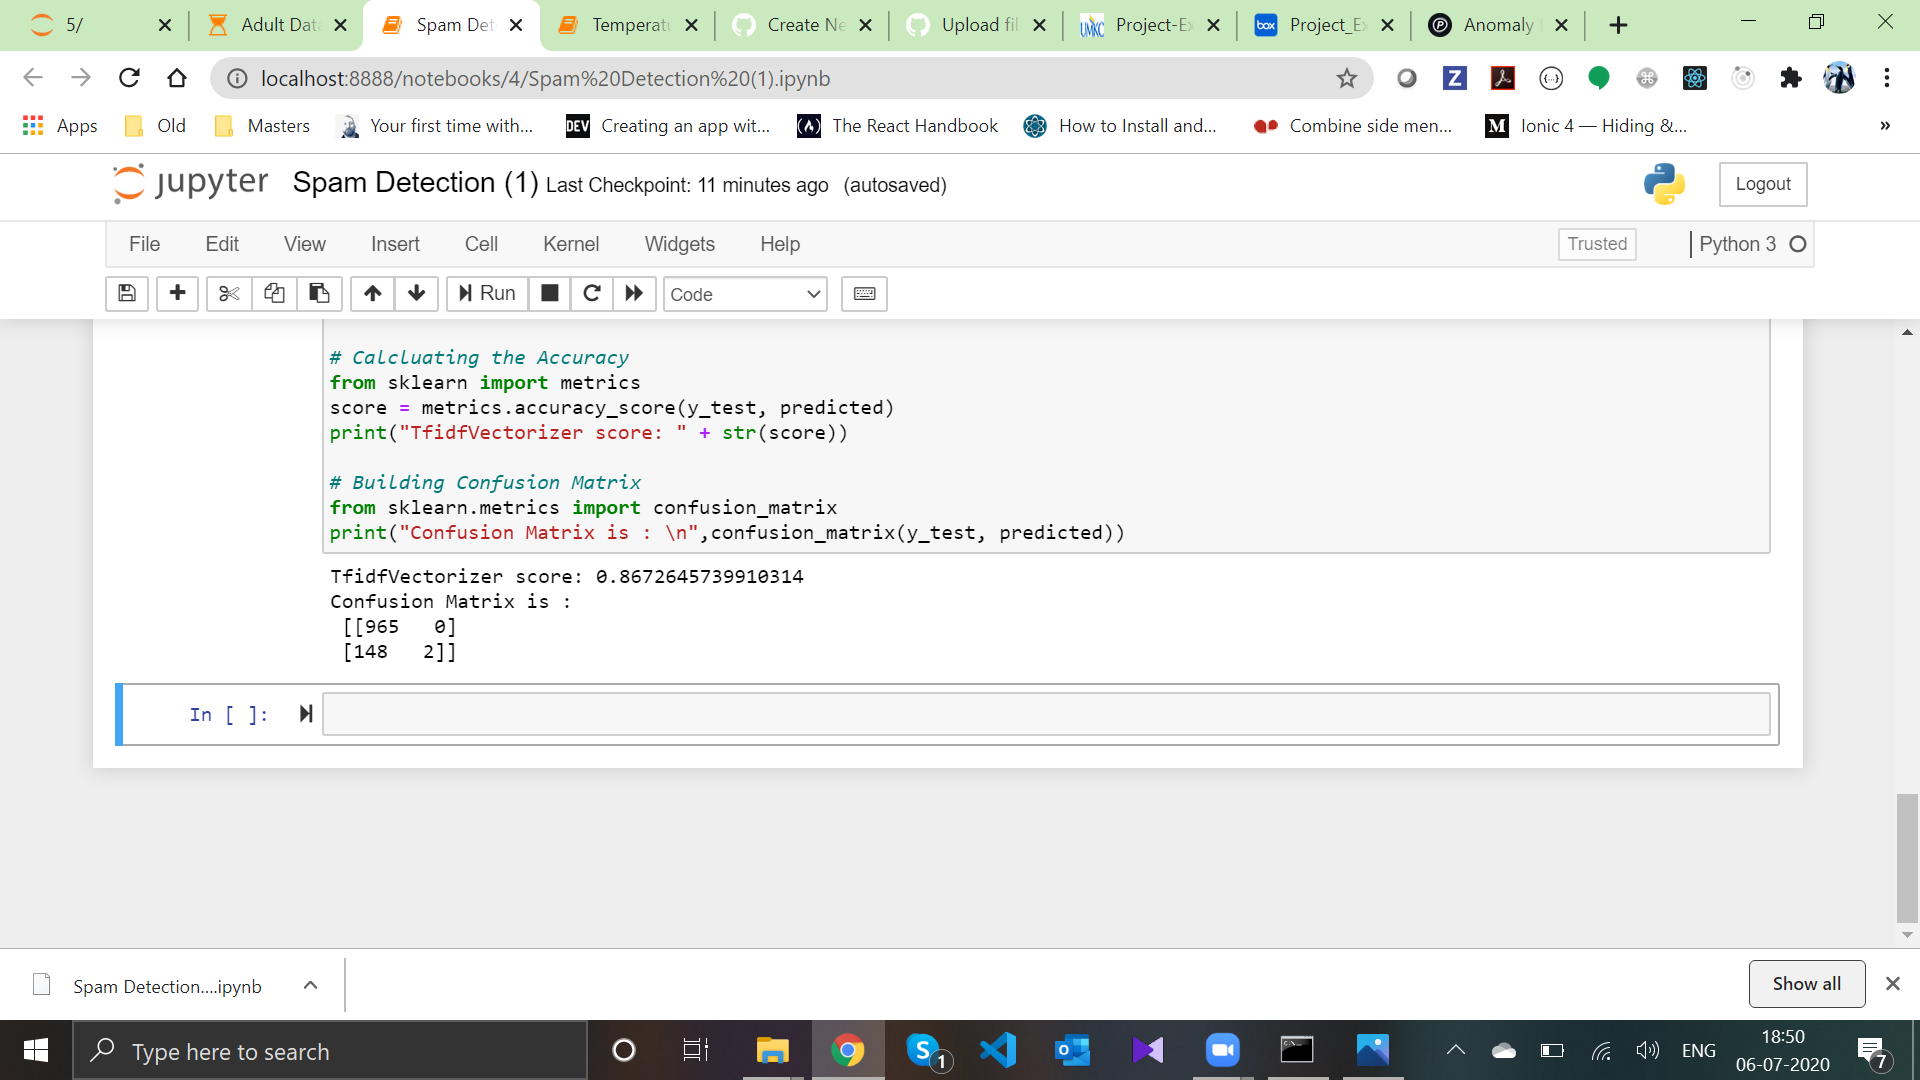 5/
Adult Dat
Spam Det
Temperatu
Create Ne
Upload fil
Project-Ex
Project_Ex
Anomaly
localhost:8888/notebooks/4/Spam%20Detection%20(1).ipynb
Apps
Old
Masters
Your first time with...
DEV
Creating an app wit...
The React Handbook
How to Install and...
Combine side men...
Ionic 4 — Hiding &...
»
jupyter
Spam Detection (1) Last Checkpoint: 11 minutes ago (autosaved)
Logout
File
Edit
View
Insert
Cell
Kernel
Widgets
Help
Trusted
Python 3
Run
Code
# Calcluating the Accuracy
from sklearn import metrics
score = metrics.accuracy_score(y_test, predicted)
print("TfidfVectorizer score: " + str(score))
# Building Confusion Matrix
from sklearn.metrics import confusion_matrix
print("Confusion Matrix is : \n",confusion_matrix(y_test, predicted))
TfidfVectorizer score: 0.8672645739910314
Confusion Matrix is :
[[965   0]
[148   2]]
In [ ]:
Spam Detection....ipynb
Show all
Type here to search
1
ENG
18:50
06-07-2020
7